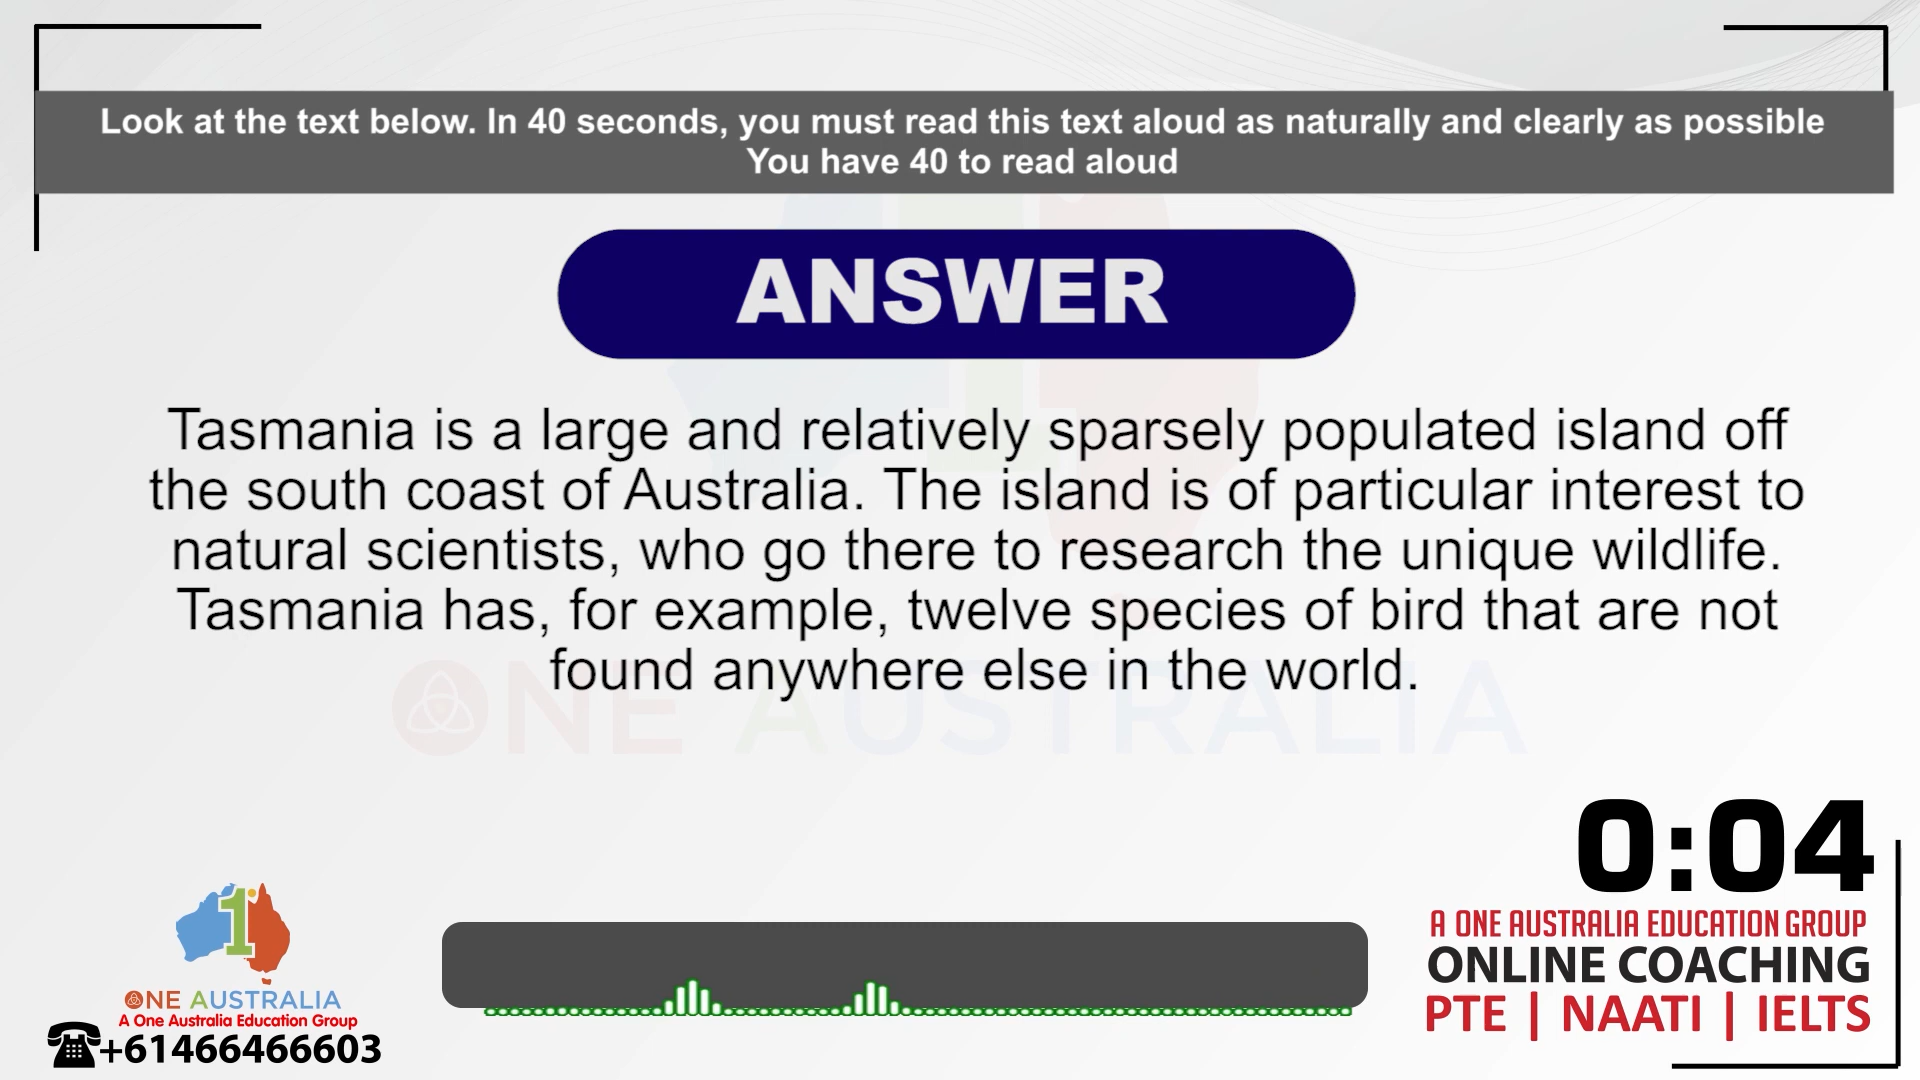 Look at the text below. In 40 seconds, you must read this text aloud as naturally and clearly as possible
You have 40 to read aloud
ANSWER
Tasmania is a large and relatively sparsely populated island off
the south coast of Australia. The island is of particular interest to
natural scientists, who go there to research the unique wildlife.
Tasmania has, for example, twelve species of bird that are not
found anywhere else in the world.
ONE AUSTRALIA
0:04
A ONE AUSTRALIA EDUCATION GROUP
ONLINE COACHING
PTE | NAATI | IELTS
1
ONE AUSTRALIA
A One Australia Education Group
+61466466603